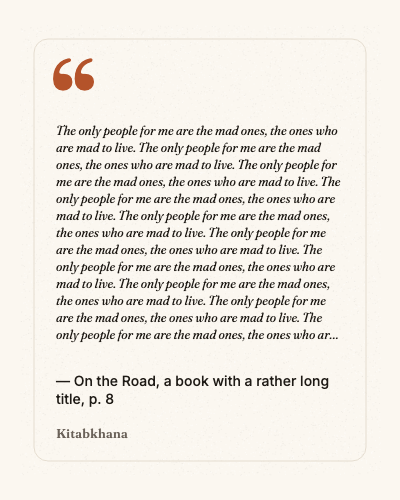 “
The only people for me are the mad ones, the ones who
are mad to live. The only people for me are the mad
ones, the ones who are mad to live. The only people for
me are the mad ones, the ones who are mad to live. The
only people for me are the mad ones, the ones who are
mad to live. The only people for me are the mad ones,
the ones who are mad to live. The only people for me
are the mad ones, the ones who are mad to live. The
only people for me are the mad ones, the ones who are
mad to live. The only people for me are the mad ones,
the ones who are mad to live. The only people for me
are the mad ones, the ones who are mad to live. The
only people for me are the mad ones, the ones who ar...
— On the Road, a book with a rather long
title, p. 8
Kitabkhana